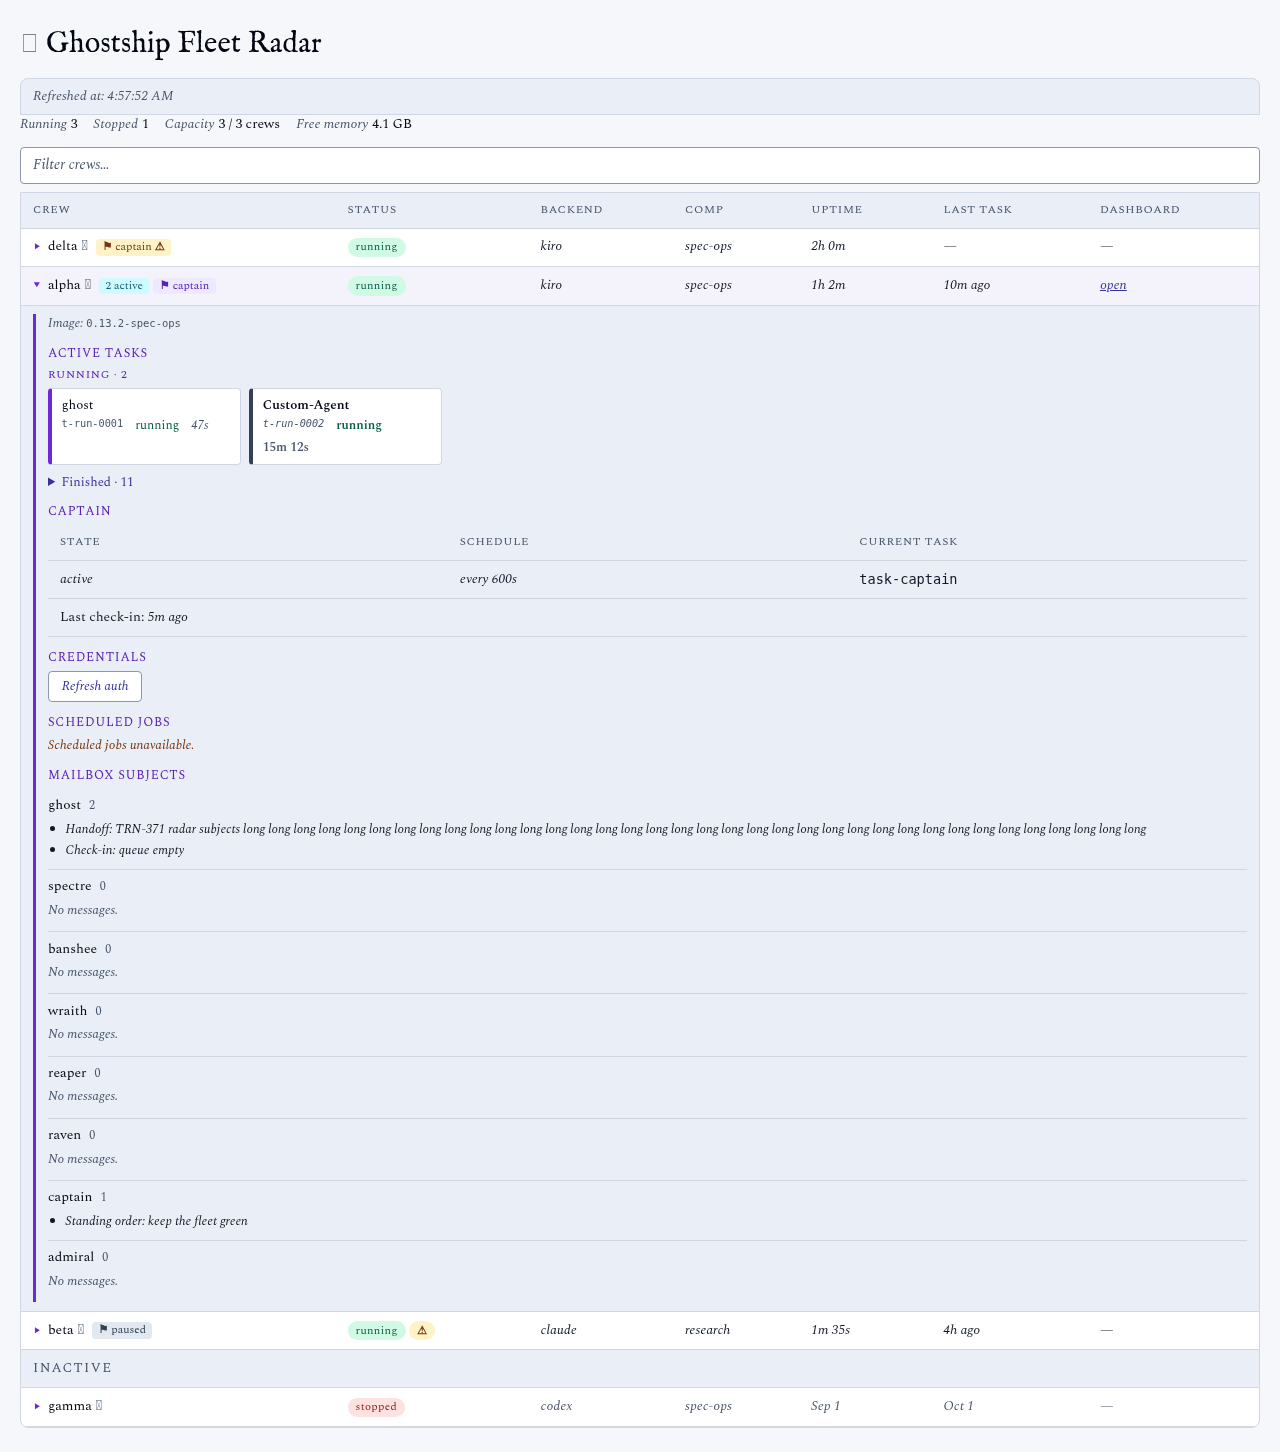 Ghostship Fleet Radar
Refreshed at: 4:57:52 AM
Running 3 Stopped 1 Capacity 3 / 3 crews Free memory 4.1 GB
Filter crews...
CREW STATUS BACKEND COMP UPTIME LAST TASK DASHBOARD
▸ delta ⚑ captain ⚠ running kiro spec-ops 2h 0m — —
▾ alpha 2 active ⚑ captain running kiro spec-ops 1h 2m 10m ago open
Image: 0.13.2-spec-ops
ACTIVE TASKS
RUNNING · 2
ghost
t-run-0001 running 47s
Custom-Agent
t-run-0002 running
15m 12s
▶ Finished · 11
CAPTAIN
STATE SCHEDULE CURRENT TASK
active every 600s task-captain
Last check-in: 5m ago
CREDENTIALS
Refresh auth
SCHEDULED JOBS
Scheduled jobs unavailable.
MAILBOX SUBJECTS
ghost 2
• Handoff: TRN-371 radar subjects long long long long long long long long long long long long long long long long long long long long long long long long long long long long long long long long long long long long
• Check-in: queue empty
spectre 0
No messages.
banshee 0
No messages.
wraith 0
No messages.
reaper 0
No messages.
raven 0
No messages.
captain 1
• Standing order: keep the fleet green
admiral 0
No messages.
▸ beta ⚑ paused running ⚠ claude research 1m 35s 4h ago —
INACTIVE
▸ gamma stopped codex spec-ops Sep 1 Oct 1 —